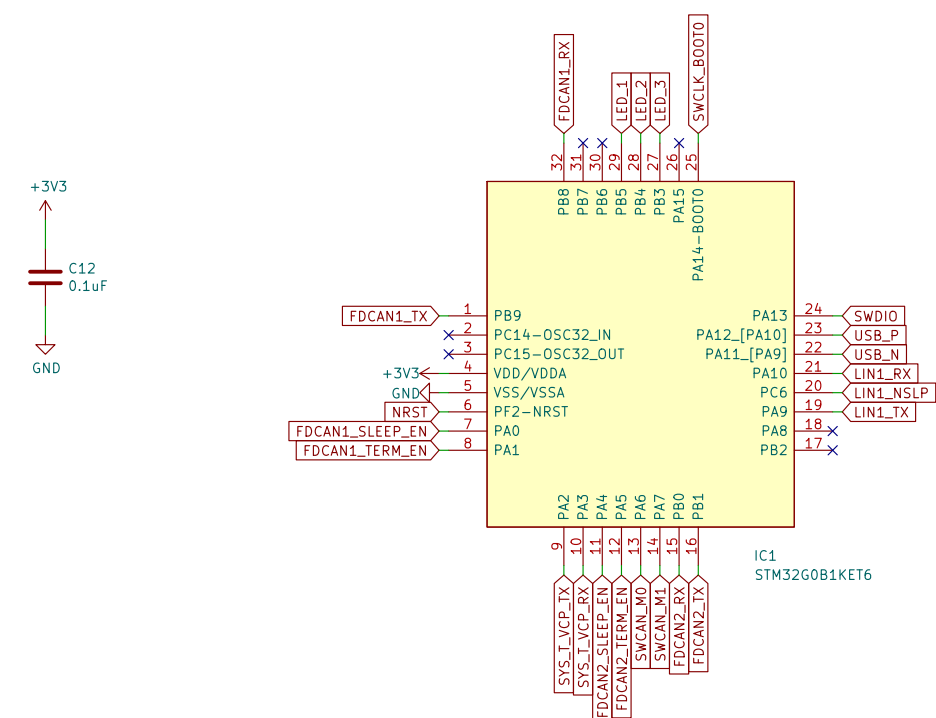 FDCAN1_RX
LED_1
LED_2
LED_3
SWCLK_BOOT0
32
31
30
29
28
27
26
25
PB8
PB7
PB6
PB5
PB4
PB3
PA15
PA14-BOOT0
+3V3
C12
0.1uF
GND
FDCAN1_TX 1 PB9
2 PC14-OSC32_IN
3 PC15-OSC32_OUT
+3V3 4 VDD/VDDA
GND 5 VSS/VSSA
NRST 6 PF2-NRST
FDCAN1_SLEEP_EN 7 PA0
FDCAN1_TERM_EN 8 PA1
PA13 24 SWDIO
PA12_[PA10] 23 USB_P
PA11_[PA9] 22 USB_N
PA10 21 LIN1_RX
PC6 20 LIN1_NSLP
PA9 19 LIN1_TX
PA8 18
PB2 17
PA2
PA3
PA4
PA5
PA6
PA7
PB0
PB1
9
10
11
12
13
14
15
16
SYS_T_VCP_TX
SYS_T_VCP_RX
FDCAN2_SLEEP_EN
FDCAN2_TERM_EN
SWCAN_M0
SWCAN_M1
FDCAN2_RX
FDCAN2_TX
IC1
STM32G0B1KET6